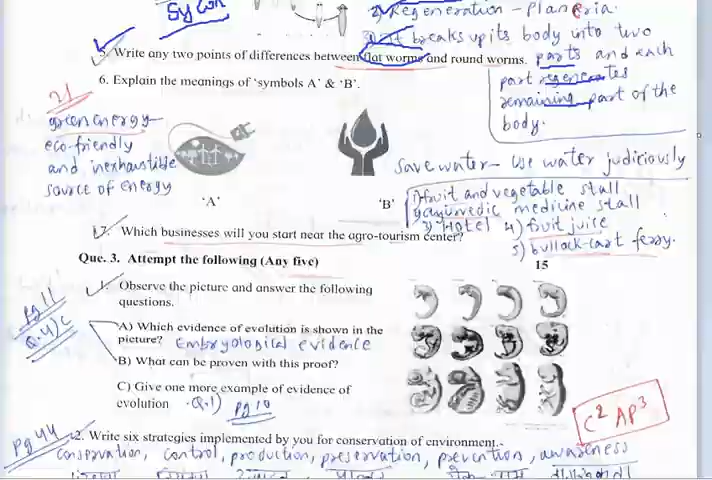 Sycon
2) Regeneration - Planaria.
3) It breaks up its body into two
5. Write any two points of differences between flat worms and round worms.
parts and each
6. Explain the meanings of 'symbols A' & 'B'.
part regenerates
remaining part of the
body.
21
green energy -
eco-friendly
and inexhaustible
source of energy
save water - use water judiciously
'A'
'B'
1) fruit and vegetable stall
2) ayurvedic medicine stall
3) Hotel 4) fruit juice
7. Which businesses will you start near the agro-tourism center?
5) bullock-cart ferry.
Que. 3. Attempt the following (Any five)
15
Pg 11
Q.4)c
1. Observe the picture and answer the following
questions.
A) Which evidence of evolution is shown in the
picture? Embryological evidence
B) What can be proven with this proof?
C) Give one more example of evidence of
evolution Q.1) Pg 10
C² AP³
Pg 44
2. Write six strategies implemented by you for conservation of environment.-
conservation, control, production, preservation, prevention, awareness